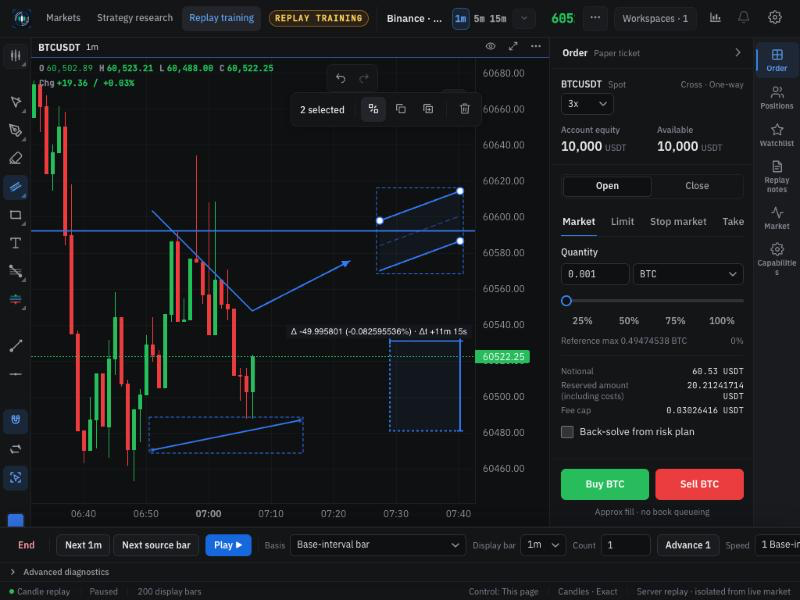 Markets Strategy research Replay training REPLAY TRAINING Binance · ... 1m 5m 15m 605 Workspaces · 1
BTCUSDT 1m
O 60,502.89 H 60,523.21 L 60,488.00 C 60,522.25
Chg +19.36 / +0.03%
2 selected
60680.00
60660.00
60640.00
60620.00
60600.00
60580.00
60560.00
60540.00
60522.25
60500.00
60480.00
60460.00
Δ -49.995801 (-0.082595536%) · Δt +11m 15s
06:40 06:50 07:00 07:10 07:20 07:30 07:40
Order Paper ticket
BTCUSDT Spot Cross · One-way
3x
Account equity Available
10,000 USDT 10,000 USDT
Open Close
Market Limit Stop market Take
Quantity
0.001 BTC
25% 50% 75% 100%
Reference max 0.49474538 BTC 0%
Notional 60.53 USDT
Reserved amount 20.21241714
(including costs) USDT
Fee cap 0.03026416 USDT
Back-solve from risk plan
Buy BTC Sell BTC
Approx fill · no book queueing
Order
Positions
Watchlist
Replay
notes
Market
Capabilitie
s
End Next 1m Next source bar Play Basis Base-interval bar Display bar 1m Count 1 Advance 1 Speed 1 Base-in
Advanced diagnostics
Candle replay Paused 200 display bars Control: This page Candles · Exact Server replay · isolated from live market